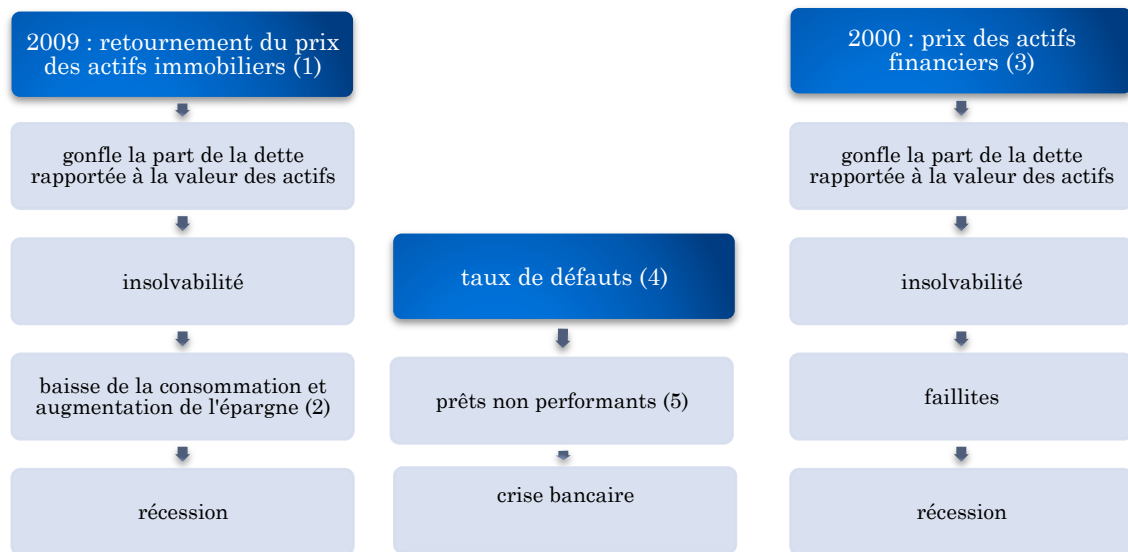 2009 : retournement du prix
des actifs immobiliers (1)
gonfle la part de la dette
rapportée à la valeur des actifs
insolvabilité
baisse de la consommation et
augmentation de l'épargne (2)
récession
taux de défauts (4)
prêts non performants (5)
crise bancaire
2000 : prix des actifs
financiers (3)
gonfle la part de la dette
rapportée à la valeur des actifs
insolvabilité
faillites
récession